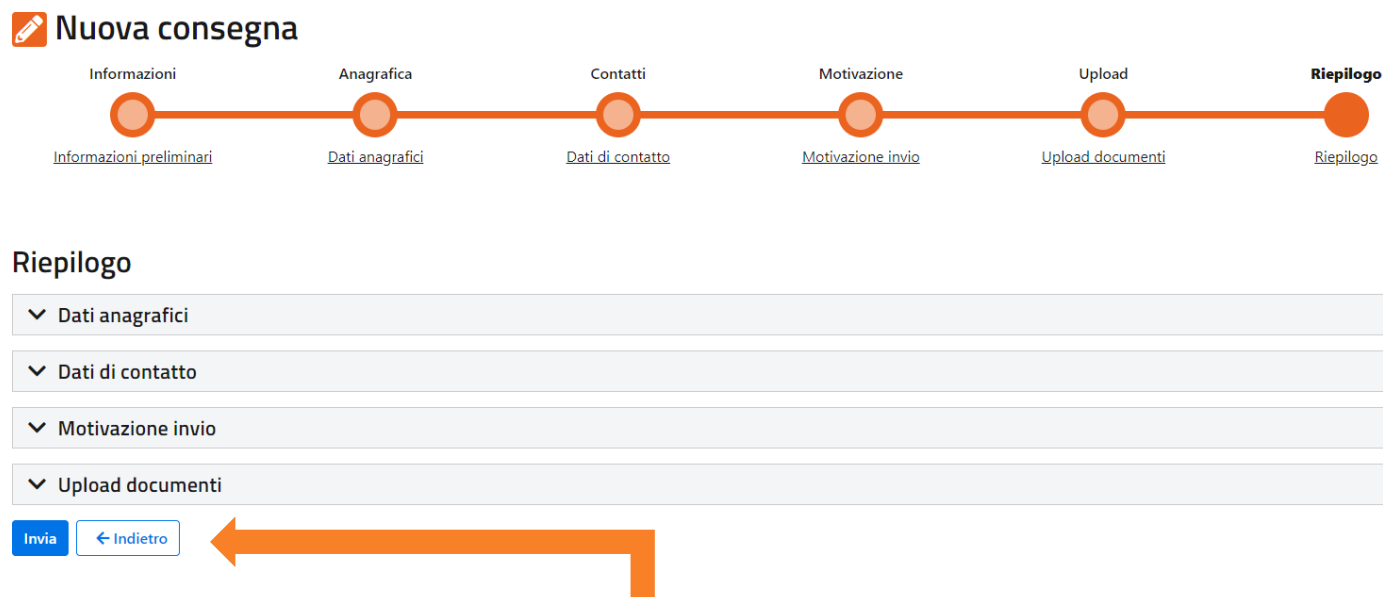 Nuova consegna
Informazioni Anagrafica Contatti Motivazione Upload Riepilogo
Informazioni preliminari Dati anagrafici Dati di contatto Motivazione invio Upload documenti Riepilogo
Riepilogo
Dati anagrafici
Dati di contatto
Motivazione invio
Upload documenti
Invia Indietro